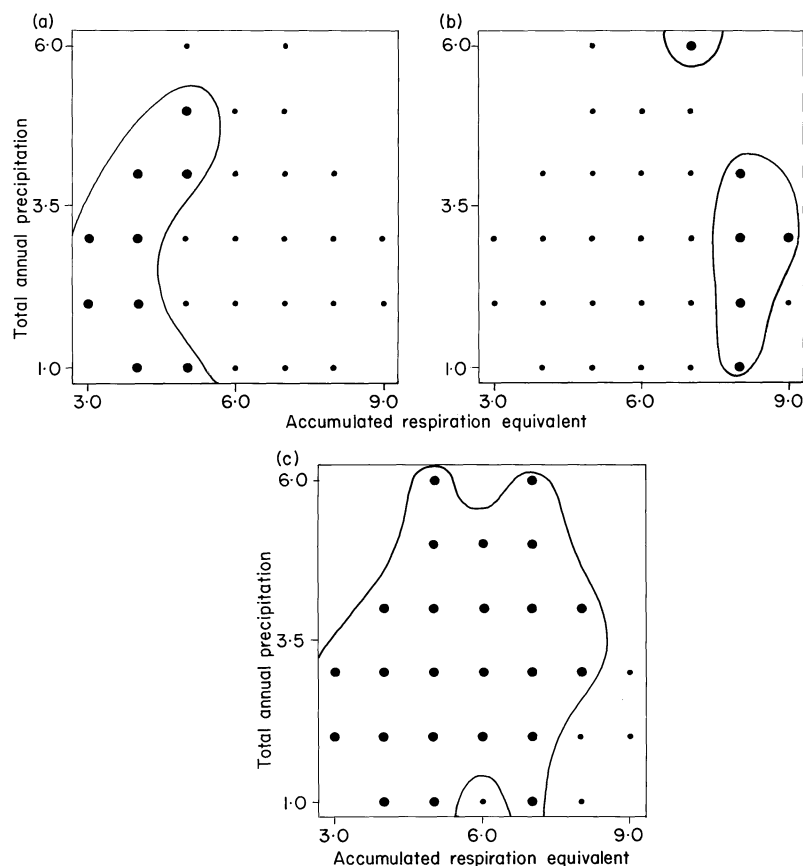 (a)
(b)
6·0
6·0
Total annual precipitation
3·5
3·5
1·0
1·0
3·0 6·0 9·0
3·0 6·0 9·0
Accumulated respiration equivalent
(c)
6·0
Total annual precipitation
3·5
1·0
3·0 6·0 9·0
Accumulated respiration equivalent